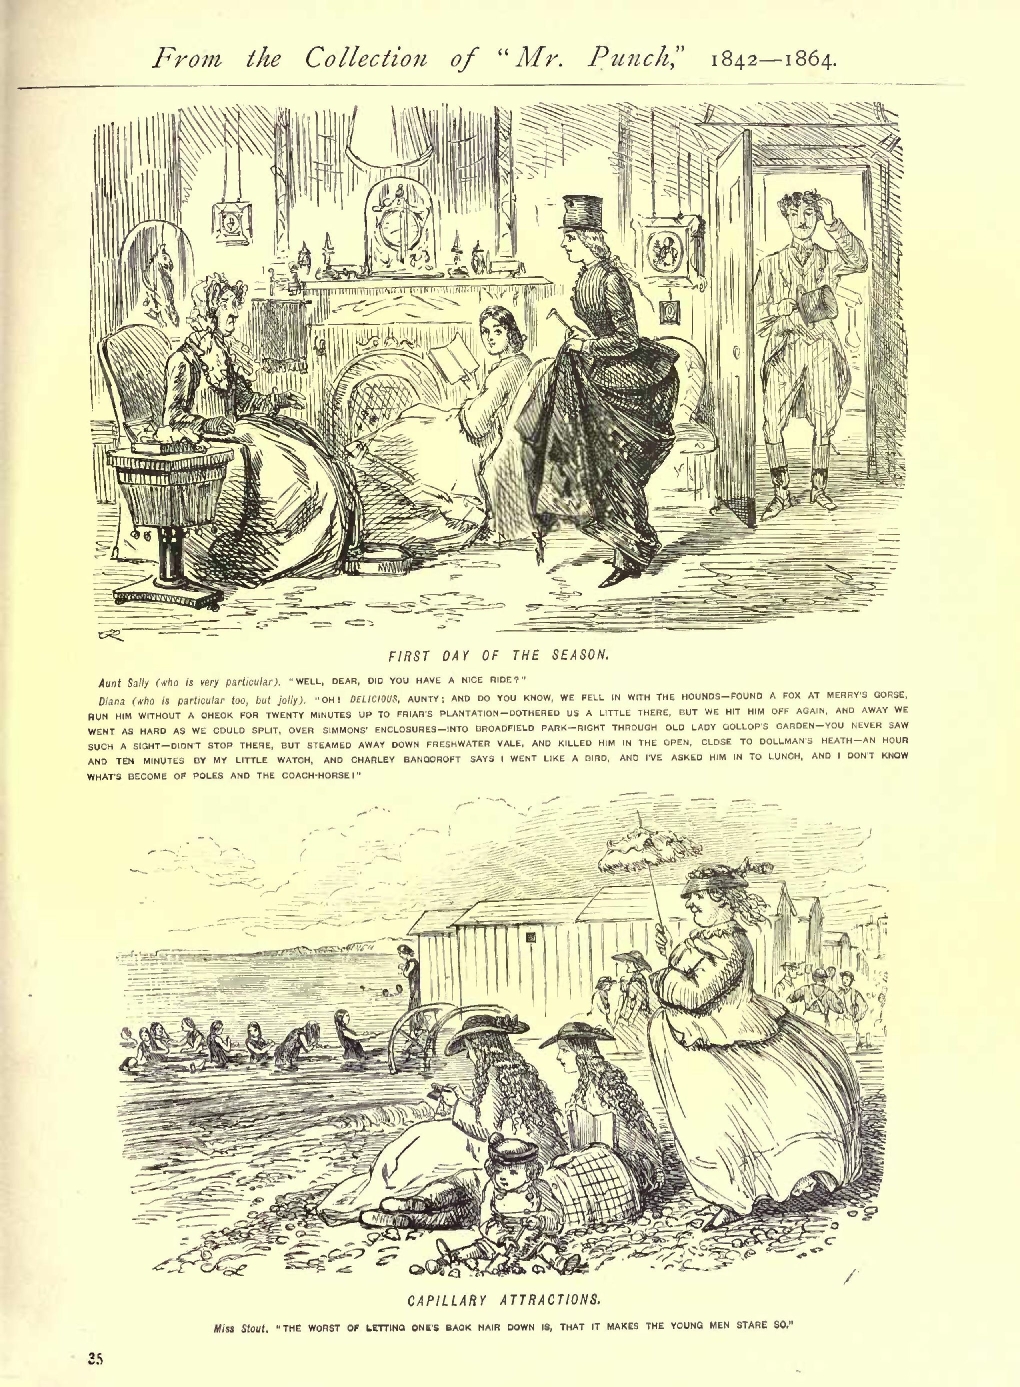 From the Collection of "Mr. Punch," 1842—1864.
FIRST DAY OF THE SEASON.
Aunt Sally (who is very particular). "WELL, DEAR, DID YOU HAVE A NICE RIDE?"
Diana (who is particular too, but jolly). "OH! DELICIOUS, AUNTY; AND DO YOU KNOW, WE FELL IN WITH THE HOUNDS—FOUND A FOX AT MERRY'S GORSE,
RUN HIM WITHOUT A CHECK FOR TWENTY MINUTES UP TO FRIAR'S PLANTATION—BOTHERED US A LITTLE THERE, BUT WE HIT HIM OFF AGAIN, AND AWAY WE
WENT AS HARD AS WE COULD SPLIT, OVER SIMMONS' ENCLOSURES—INTO BROADFIELD PARK—RIGHT THROUGH OLD LADY GOLLOP'S GARDEN—YOU NEVER SAW
SUCH A SIGHT—DIDN'T STOP THERE, BUT STEAMED AWAY DOWN FRESHWATER VALE, AND KILLED HIM IN THE OPEN, CLOSE TO DOLLMAN'S HEATH—AN HOUR
AND TEN MINUTES BY MY LITTLE WATCH, AND CHARLEY BANDCROFT SAYS I WENT LIKE A BIRD, AND I'VE ASKED HIM IN TO LUNCH, AND I DON'T KNOW
WHAT'S BECOME OF POLES AND THE COACH-HORSE!"
CAPILLARY ATTRACTIONS.
Miss Stout. "THE WORST OF LETTING ONE'S BACK HAIR DOWN IS, THAT IT MAKES THE YOUNG MEN STARE SO."
35